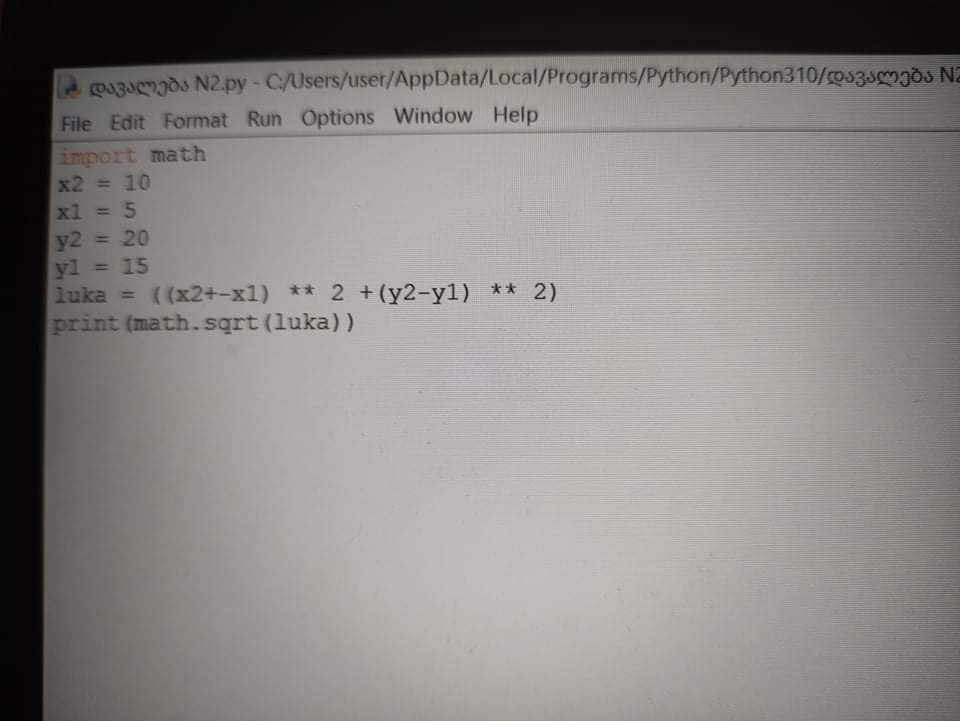 დავალება N2.py - C:/Users/user/AppData/Local/Programs/Python/Python310/დავალება N2
File Edit Format Run Options Window Help
import math
x2 = 10
x1 = 5
y2 = 20
y1 = 15
luka = ((x2+-x1) ** 2 +(y2-y1) ** 2)
print(math.sqrt(luka))